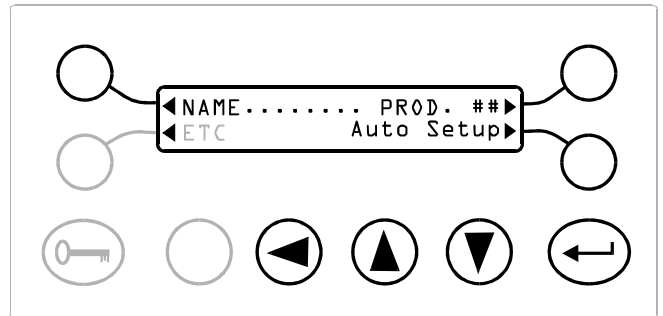 ◀NAME........ PROD. ##▶
◀ETC Auto Setup▶